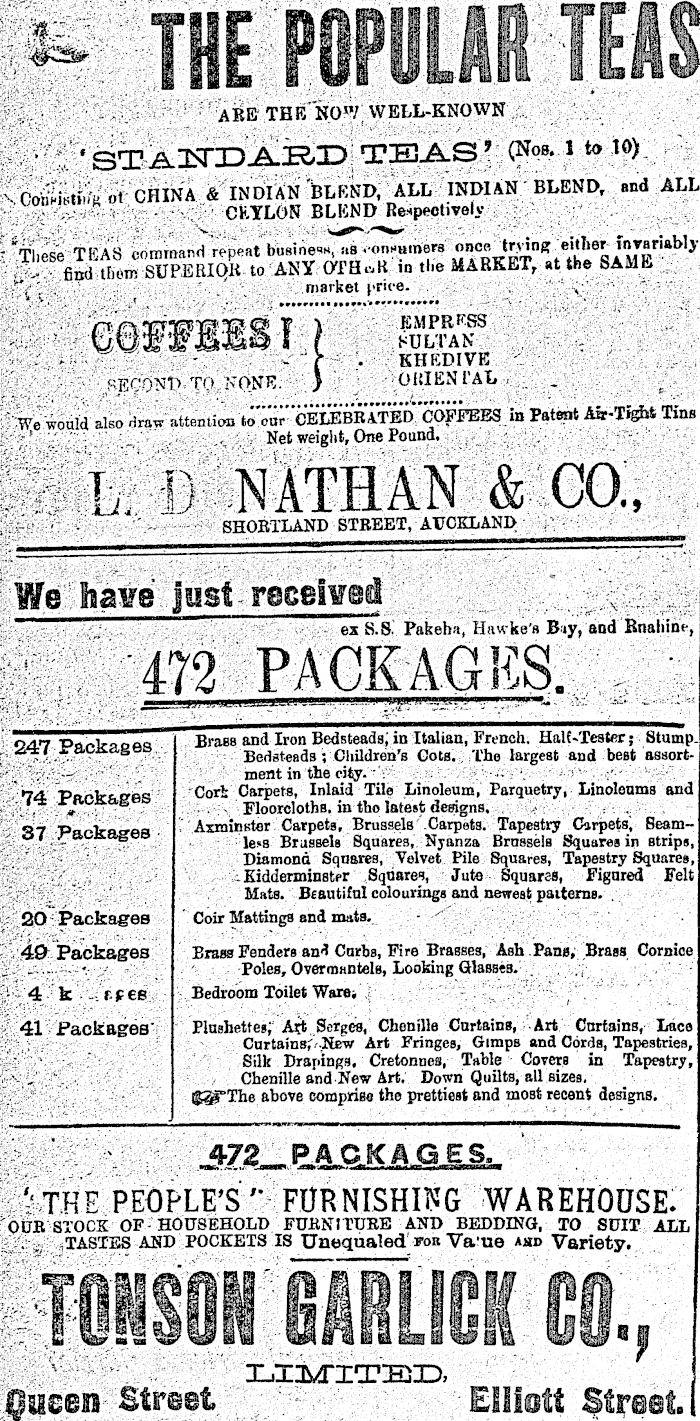 THE POPULAR TEAS
ARE THE NOW WELL-KNOWN
'STANDARD TEAS' (Nos. 1 to 10)
Consisting of CHINA & INDIAN BLEND, ALL INDIAN BLEND, and ALL
CEYLON BLEND Respectively
These TEAS command repeat business, as consumers once trying either invariably
find them SUPERIOR to ANY OTHER in the MARKET, at the SAME
market price.
COFFEES!
SECOND TO NONE.
EMPRESS
SULTAN
KHEDIVE
ORIENTAL
We would also draw attention to our CELEBRATED COFFEES in Patent Air-Tight Tins
Net weight, One Pound.
L. D NATHAN & CO.,
SHORTLAND STREET, AUCKLAND
We have just received
ex S.S. Pakeha, Hawke's Bay, and Ruahine,
472 PACKAGES.
247 Packages Brass and Iron Bedsteads, in Italian, French. Half-Tester; Stump
Bedsteads; Children's Cots. The largest and best assort-
ment in the city.
74 Packages Cork Carpets, Inlaid Tile Linoleum, Parquetry, Linoleums and
Floorcloths, in the latest designs.
37 Packages Axminster Carpets, Brussels Carpets. Tapestry Carpets, Seam-
less Brussels Squares, Nyanza Brussels Squares in strips,
Diamond Squares, Velvet Pile Squares, Tapestry Squares,
Kidderminster Squares, Jute Squares, Figured Felt
Mats. Beautiful colourings and newest patterns.
20 Packages Coir Mattings and mats.
49 Packages Brass Fenders and Curbs, Fire Brasses, Ash Pans, Brass Cornice
Poles, Overmantels, Looking Glasses.
4 Bedroom Toilet Ware.
41 Packages Plushettes, Art Serges, Chenille Curtains, Art Curtains, Lace
Curtains, New Art Fringes, Gimps and Cords, Tapestries,
Silk Drapings, Cretonnes, Table Covers in Tapestry,
Chenille and New Art. Down Quilts, all sizes.
The above comprise the prettiest and most recent designs.
472 PACKAGES.
"THE PEOPLE'S" FURNISHING WAREHOUSE.
OUR STOCK OF HOUSEHOLD FURNITURE AND BEDDING, TO SUIT ALL
TASTES AND POCKETS IS Unequaled FOR Value AND Variety.
TONSON GARLICK CO.,
LIMITED,
Queen Street Elliott Street.